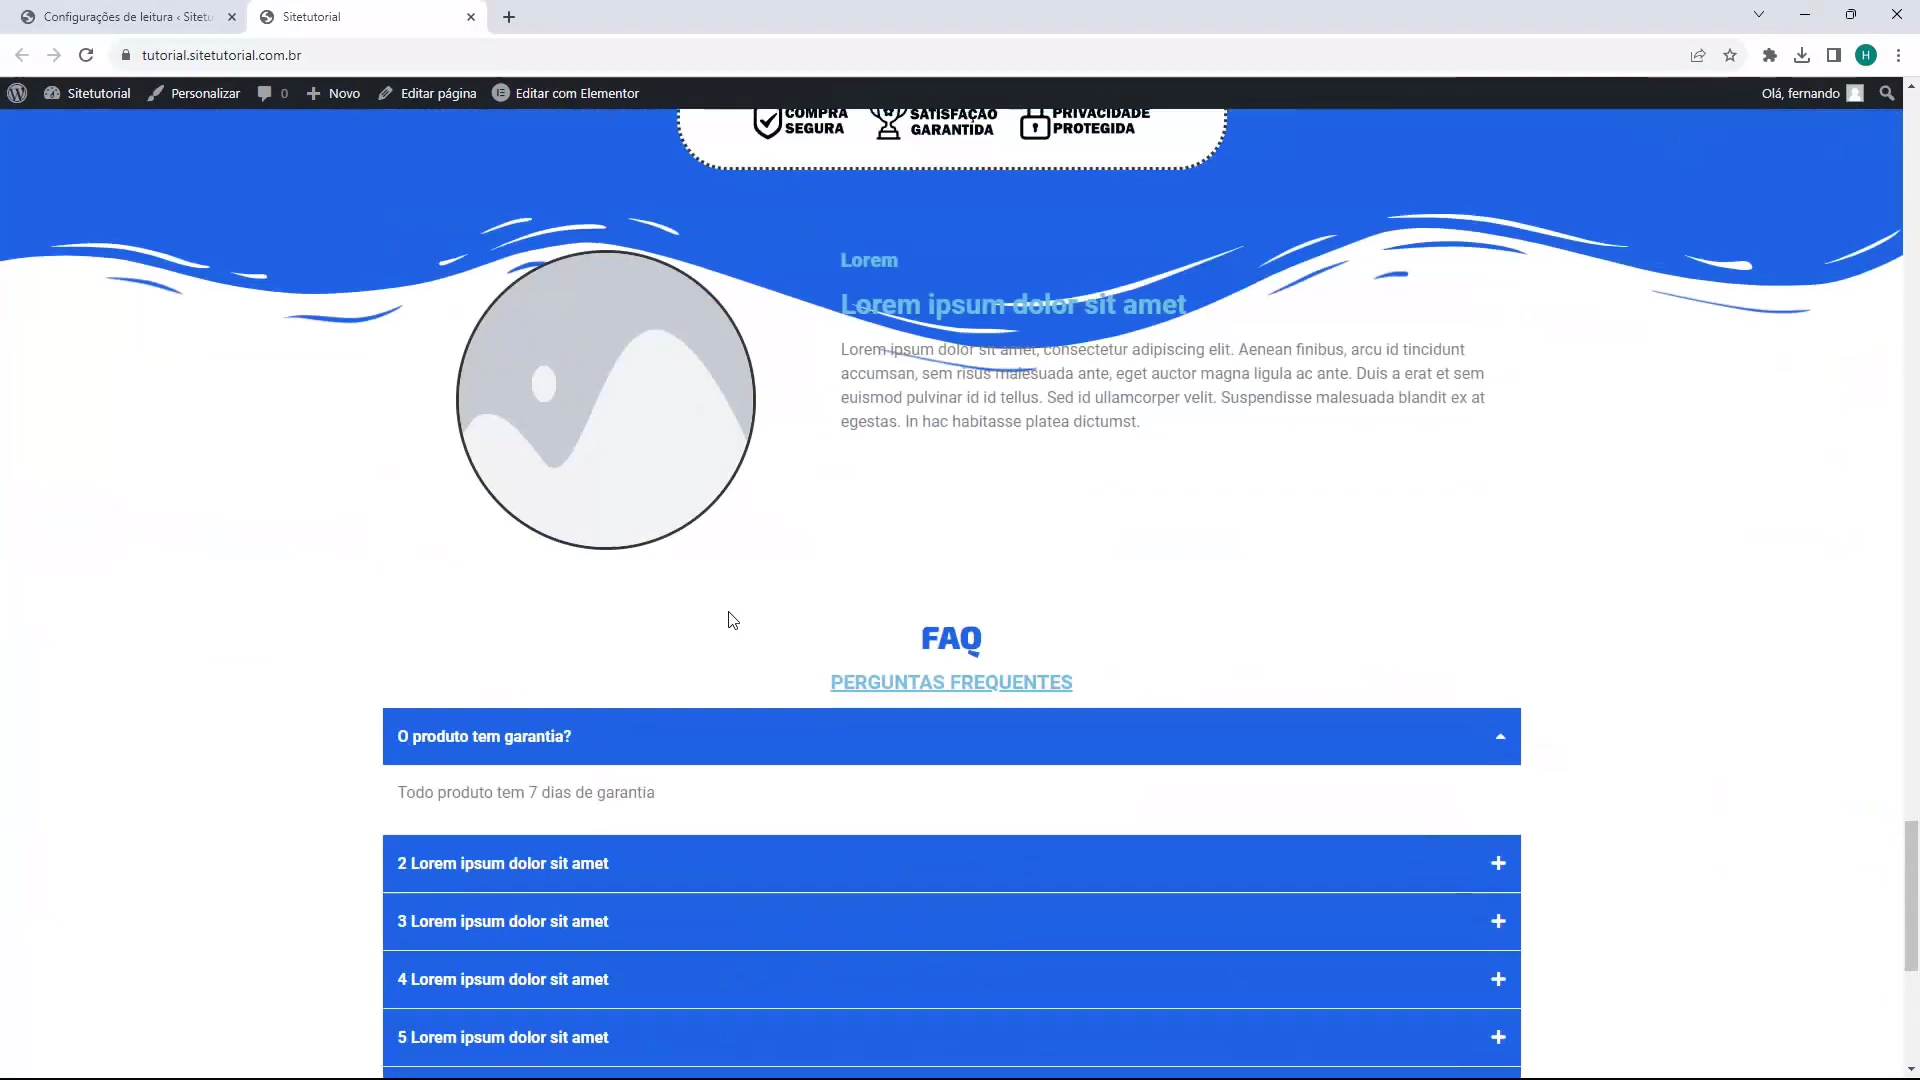 Configurações de leitura ‹ Sitetu
Sitetutorial
tutorial.sitetutorial.com.br
H
Sitetutorial
Personalizar
0
Novo
Editar página
Editar com Elementor
Olá, fernando
COMPRA
SEGURA
SATISFAÇÃO
GARANTIDA
PRIVACIDADE
PROTEGIDA
Lorem
Lorem ipsum dolor sit amet
Lorem ipsum dolor sit amet, consectetur adipiscing elit. Aenean finibus, arcu id tincidunt
accumsan, sem risus malesuada ante, eget auctor magna ligula ac ante. Duis a erat et sem
euismod pulvinar id id tellus. Sed id ullamcorper velit. Suspendisse malesuada blandit ex at
egestas. In hac habitasse platea dictumst.
FAQ
PERGUNTAS FREQUENTES
O produto tem garantia?
Todo produto tem 7 dias de garantia
2 Lorem ipsum dolor sit amet
3 Lorem ipsum dolor sit amet
4 Lorem ipsum dolor sit amet
5 Lorem ipsum dolor sit amet